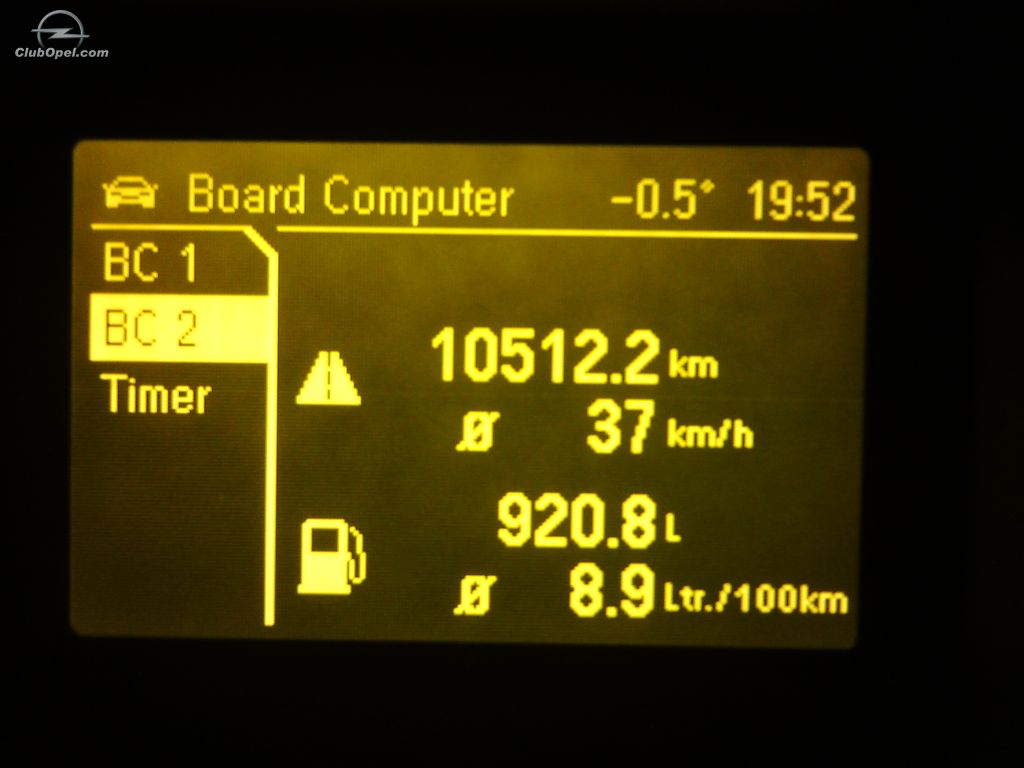 ClubOpel.com
Board Computer -0.5° 19:52
BC 1
BC 2
Timer
10512.2 km
Ø 37 km/h
920.8 L
Ø 8.9 Ltr./100km